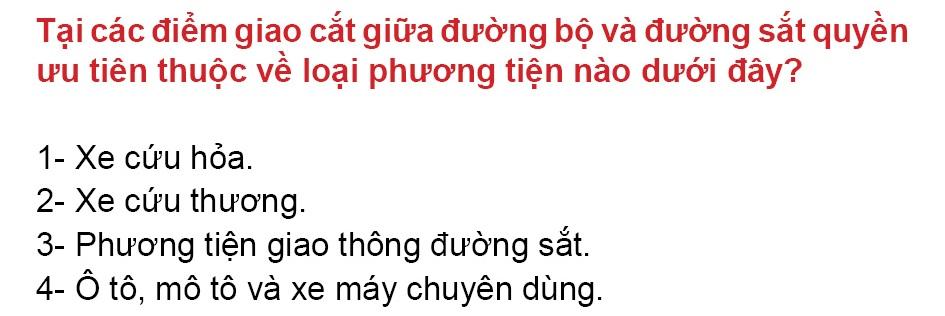 Tại các điểm giao cắt giữa đường bộ và đường sắt quyền
ưu tiên thuộc về loại phương tiện nào dưới đây?
1- Xe cứu hỏa.
2- Xe cứu thương.
3- Phương tiện giao thông đường sắt.
4- Ô tô, mô tô và xe máy chuyên dùng.